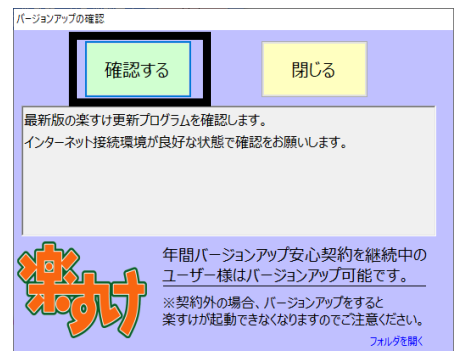 バージョンアップの確認
確認する
閉じる
最新版の楽すけ更新プログラムを確認します。
インターネット接続環境が良好な状態で確認をお願いします。
楽すけ
年間バージョンアップ安心契約を継続中の
ユーザー様はバージョンアップ可能です。
※契約外の場合、バージョンアップをすると
楽すけが起動できなくなりますのでご注意ください。
フォルダを開く